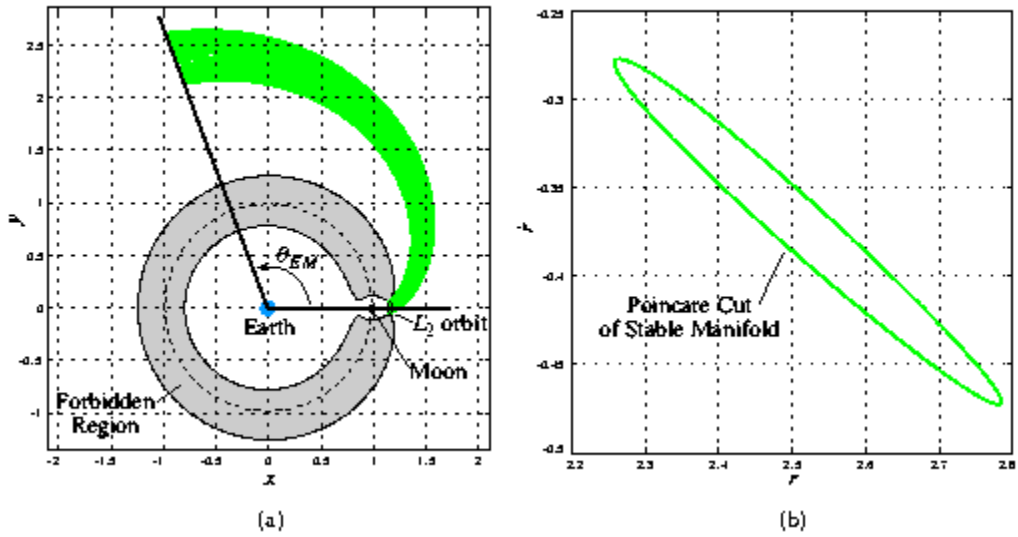 2.5
2
1.5
1
0.5
0
-0.5
-1
y
θEM
Earth
L2 orbit
Moon
Forbidden
Region
-2 -1.5 -1 -0.5 0 0.5 1 1.5 2
x
(a)
-0.25
-0.3
-0.35
-0.4
-0.45
-0.5
ṙ
Poincare Cut
of Stable Manifold
2.2 2.3 2.4 2.5 2.6 2.7 2.8
r
(b)